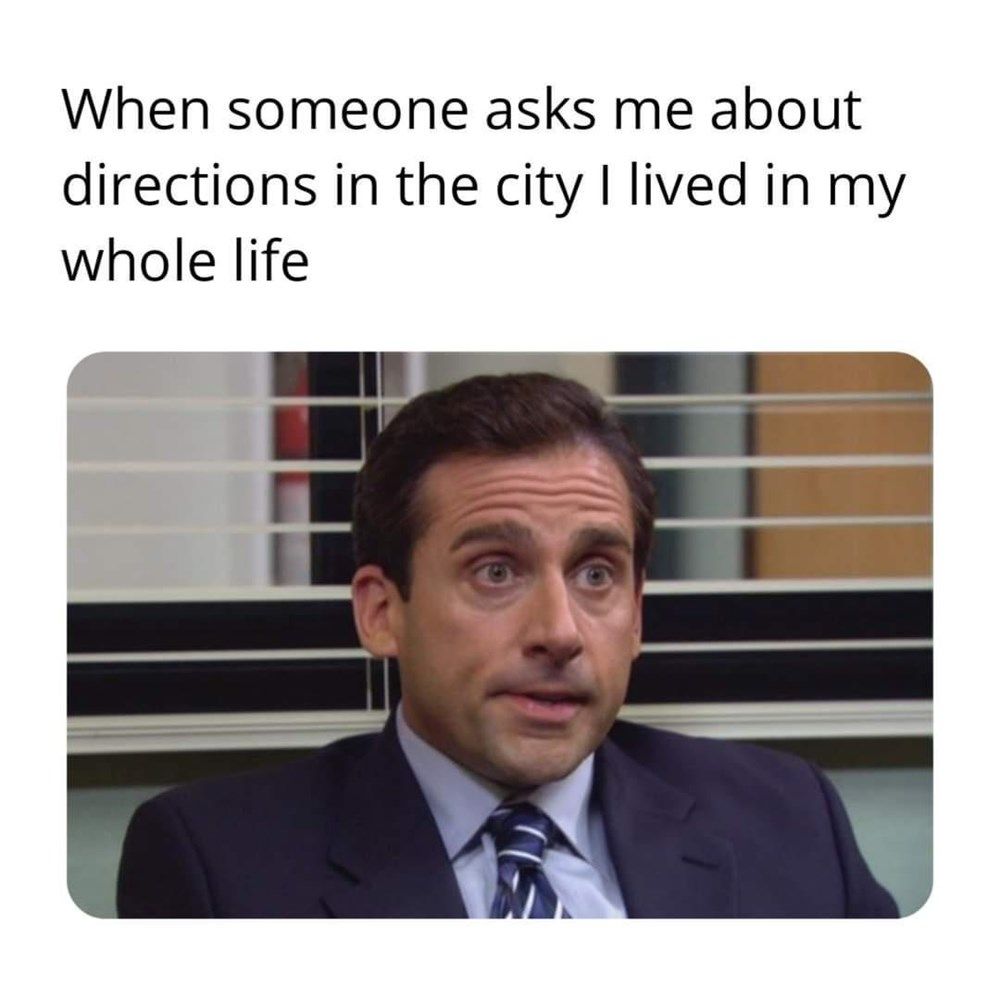 When someone asks me about
directions in the city I lived in my
whole life